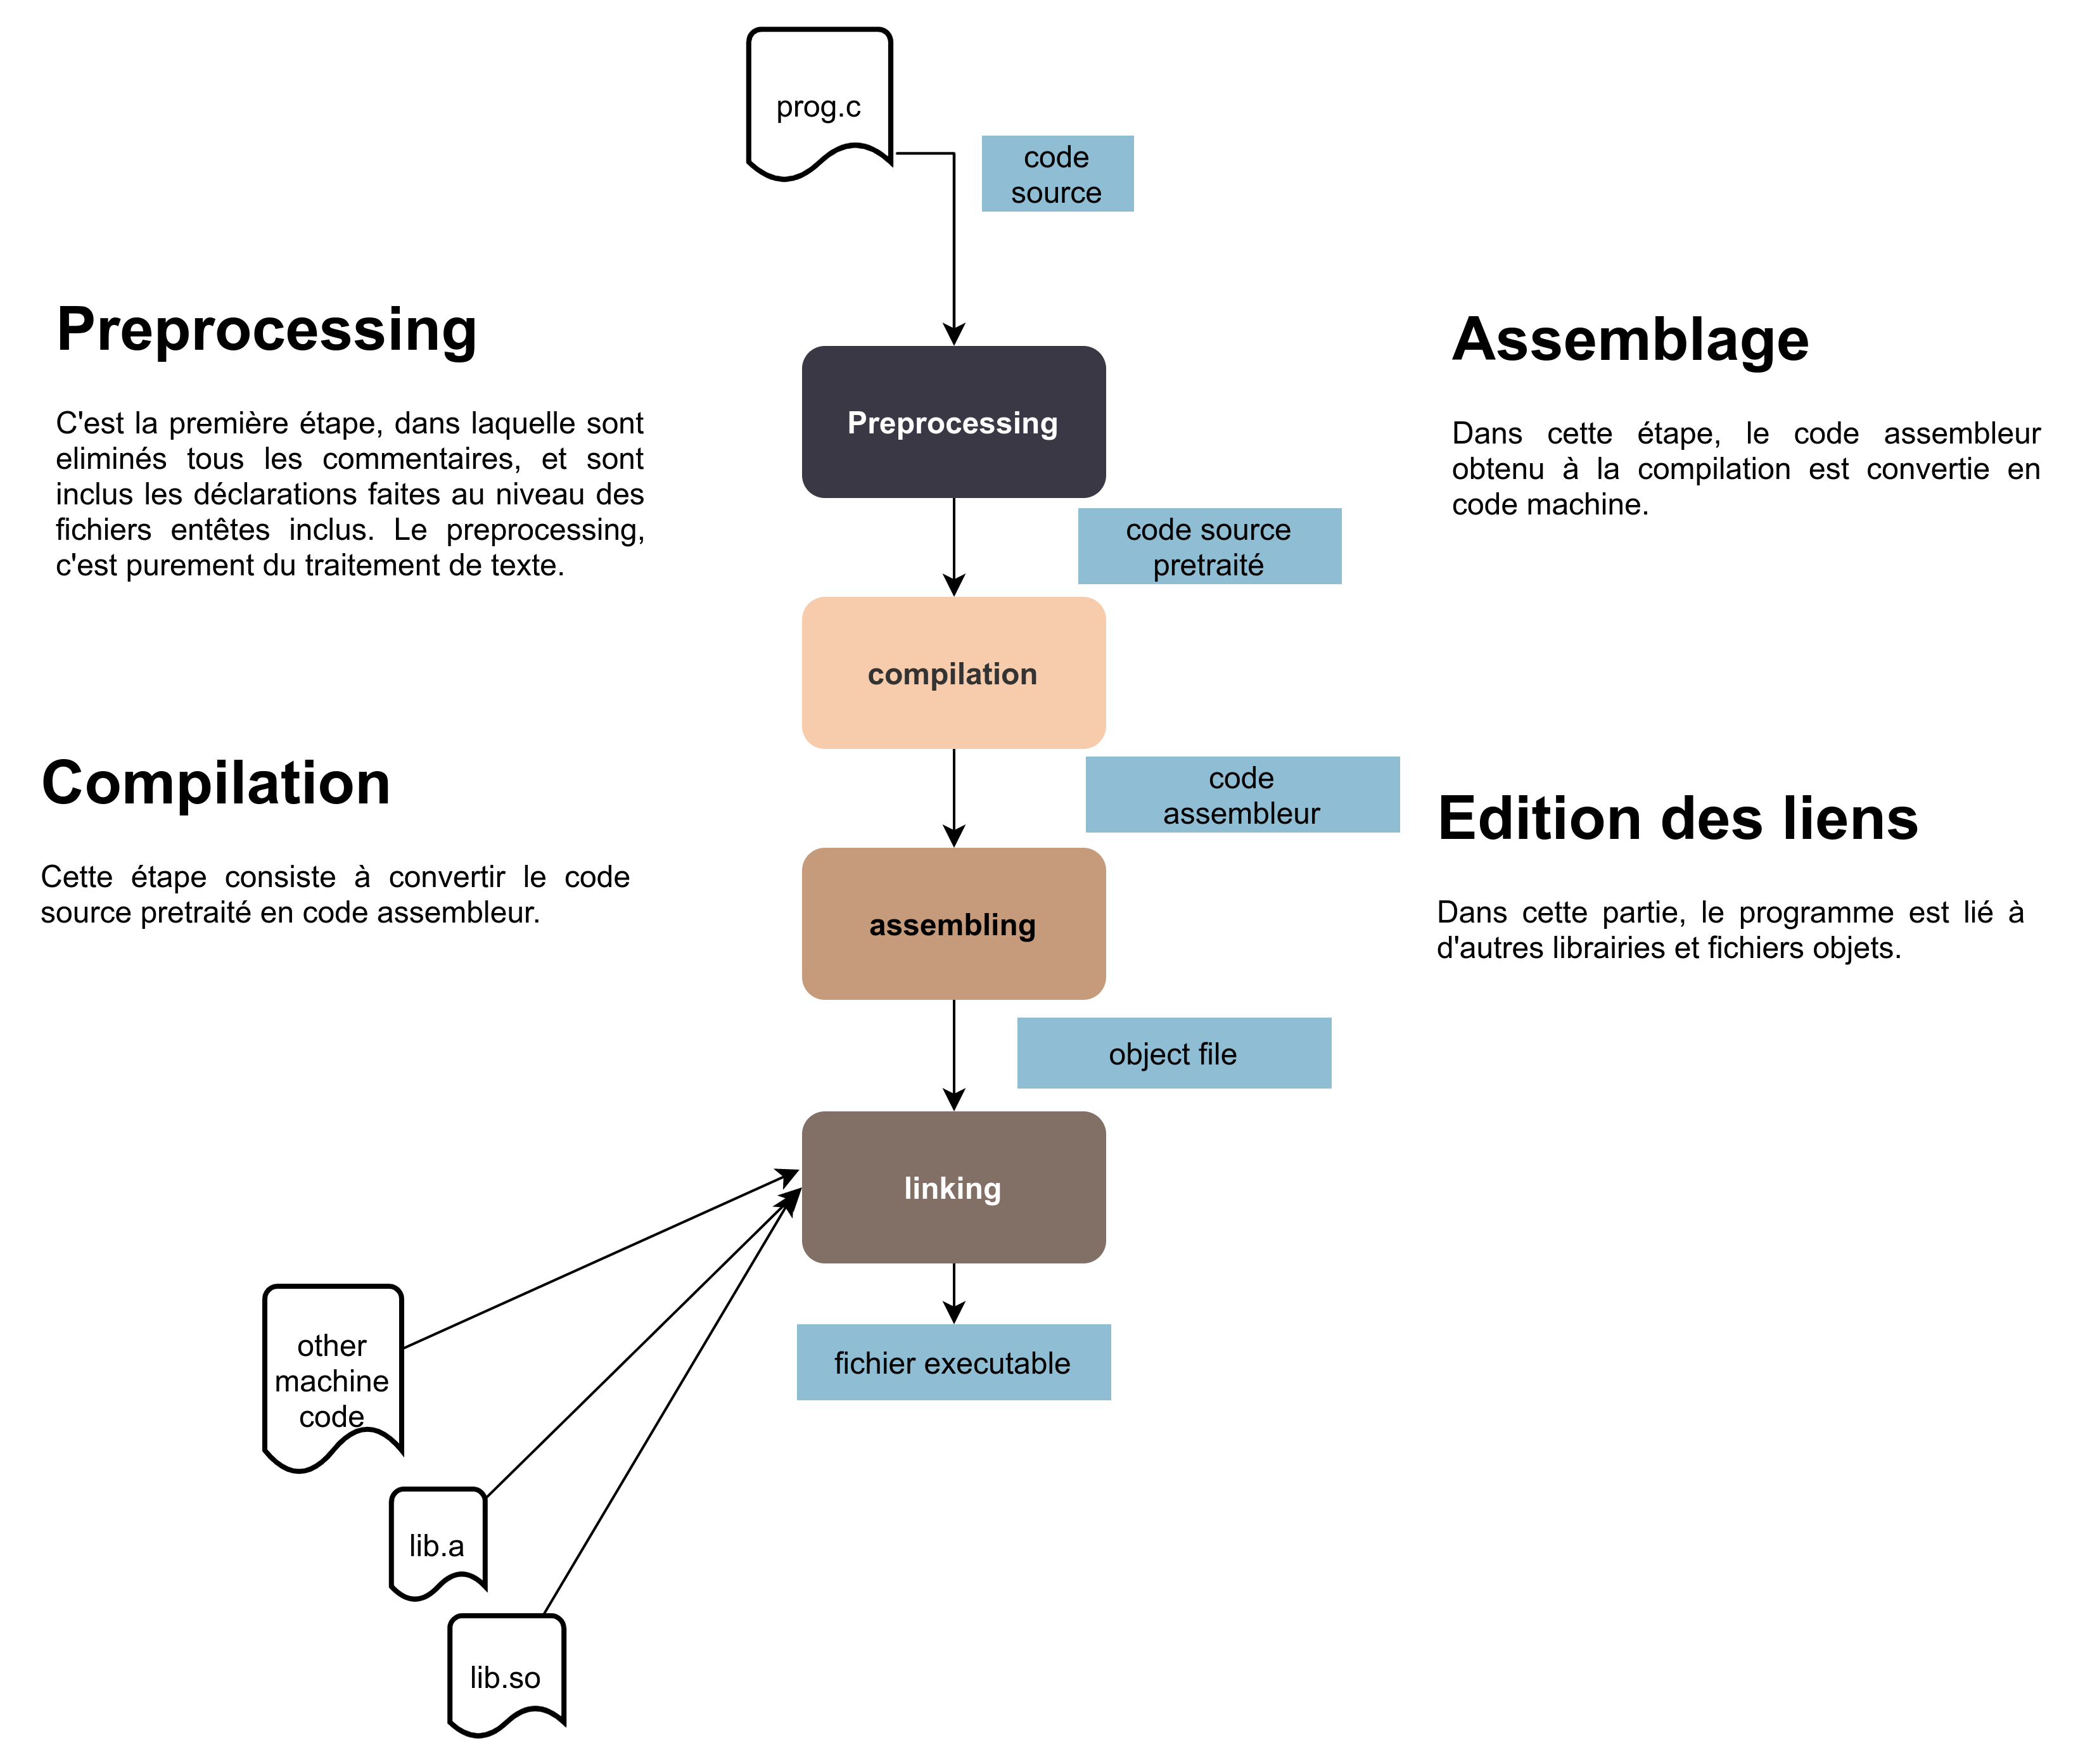 prog.c
code
source
Preprocessing
C'est la première étape, dans laquelle sont
eliminés tous les commentaires, et sont
inclus les déclarations faites au niveau des
fichiers entêtes inclus. Le preprocessing,
c'est purement du traitement de texte.
Assemblage
Dans cette étape, le code assembleur
obtenu à la compilation est convertie en
code machine.
Preprocessing
code source
pretraité
compilation
Compilation
Cette étape consiste à convertir le code
source pretraité en code assembleur.
code
assembleur
Edition des liens
Dans cette partie, le programme est lié à
d'autres librairies et fichiers objets.
assembling
object file
linking
fichier executable
other
machine
code
lib.a
lib.so